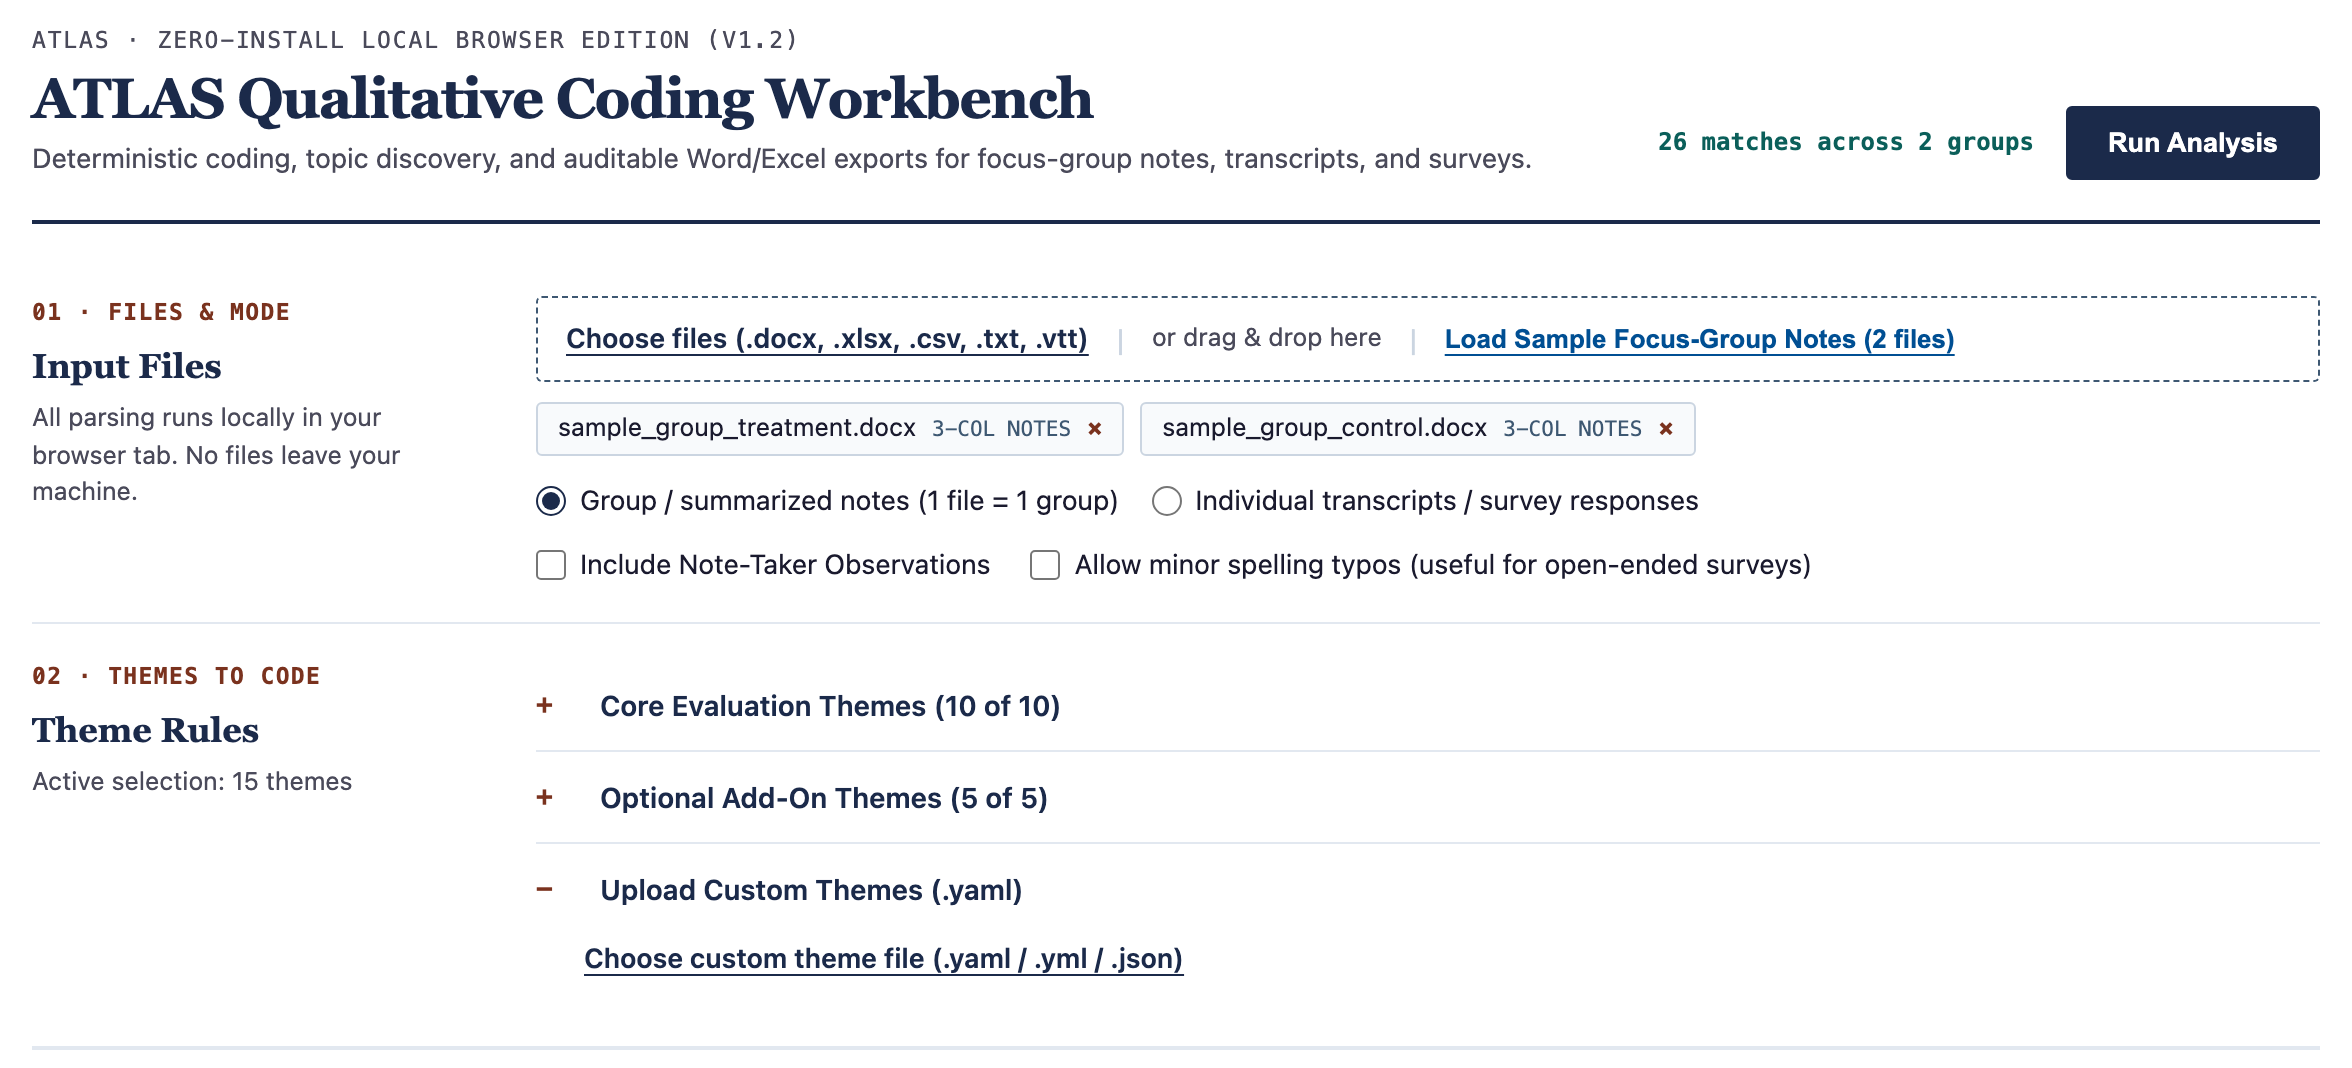 ATLAS · ZERO-INSTALL LOCAL BROWSER EDITION (V1.2)
ATLAS Qualitative Coding Workbench
Deterministic coding, topic discovery, and auditable Word/Excel exports for focus-group notes, transcripts, and surveys.
26 matches across 2 groups
Run Analysis
01 · FILES & MODE
Input Files
All parsing runs locally in your
browser tab. No files leave your
machine.
Choose files (.docx, .xlsx, .csv, .txt, .vtt) | or drag & drop here | Load Sample Focus-Group Notes (2 files)
sample_group_treatment.docx 3-COL NOTES × sample_group_control.docx 3-COL NOTES ×
Group / summarized notes (1 file = 1 group) Individual transcripts / survey responses
Include Note-Taker Observations Allow minor spelling typos (useful for open-ended surveys)
02 · THEMES TO CODE
Theme Rules
Active selection: 15 themes
+ Core Evaluation Themes (10 of 10)
+ Optional Add-On Themes (5 of 5)
− Upload Custom Themes (.yaml)
Choose custom theme file (.yaml / .yml / .json)